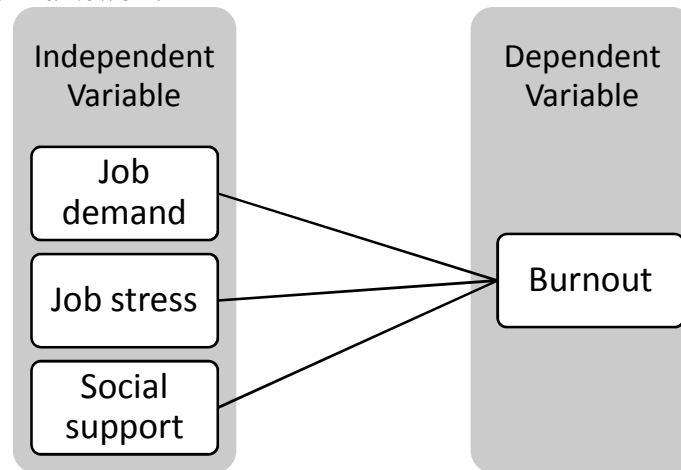 Independent
Variable
Job
demand
Job stress
Social
support
Dependent
Variable
Burnout